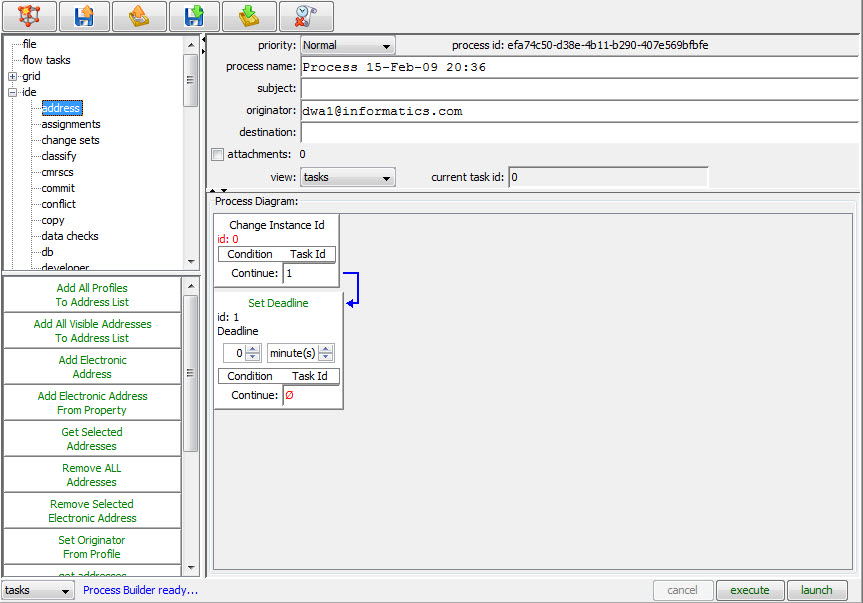 file
flow tasks
grid
ide
address
assignments
change sets
classify
cmrscs
commit
conflict
copy
data checks
db
developer
Add All Profiles
To Address List
Add All Visible Addresses
To Address List
Add Electronic
Address
Add Electronic Address
From Property
Get Selected
Addresses
Remove ALL
Addresses
Remove Selected
Electronic Address
Set Originator
From Profile
get addresses
priority: Normal process id: efa74c50-d38e-4b11-b290-407e569bfbfe
process name: Process 15-Feb-09 20:36
subject:
originator: dwa1@informatics.com
destination:
attachments: 0
view: tasks current task id: 0
Process Diagram:
Change Instance Id
id: 0
Condition Task Id
Continue: 1
Set Deadline
id: 1
Deadline
0 minute(s)
Condition Task Id
Continue: Ø
tasks Process Builder ready... cancel execute launch